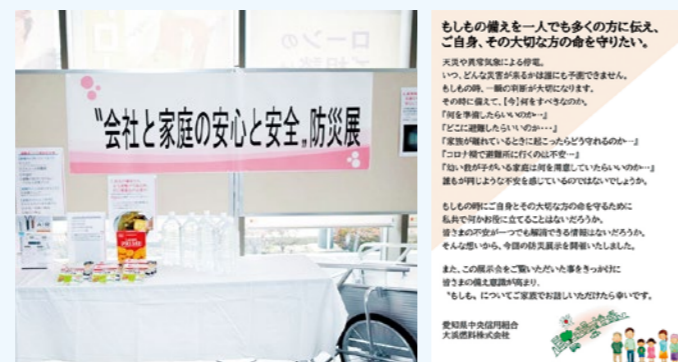 "会社と家庭の安心と安全„防災展
もしもの備えを一人でも多くの方に伝え、
ご自身、その大切な方の命を守りたい。
天災や異常気象による停電。
いつ、どんな災害が来るかは誰にも予測できません。
もしもの時、一瞬の判断が大切になります。
その時に備えて、【今】何をすべきなのか。
『何を準備したらいいのか…』
『どこに避難したらいいのか・・・』
『家族が離れているときに起こったらどう守れるのか…』
『コロナ禍で避難所に行くのは不安…』
『幼い我が子がいる家庭は何を用意していたらいいのか…』
誰もが同じような不安を感じているのではないでしょうか。
もしもの時にご自身とその大切な方の命を守るために
私共で何かお役に立てることはないだろうか。
皆さまの不安が一つでも解消できる情報はないだろうか。
そんな想いから、今回の防災展示を開催いたしました。
また、この展示会をご覧いただいた事をきっかけに
皆さまの備え意識が高まり、
"もしも„についてご家族でお話しいただけたら幸いです。
愛知県中央信用組合
大浜燃料株式会社